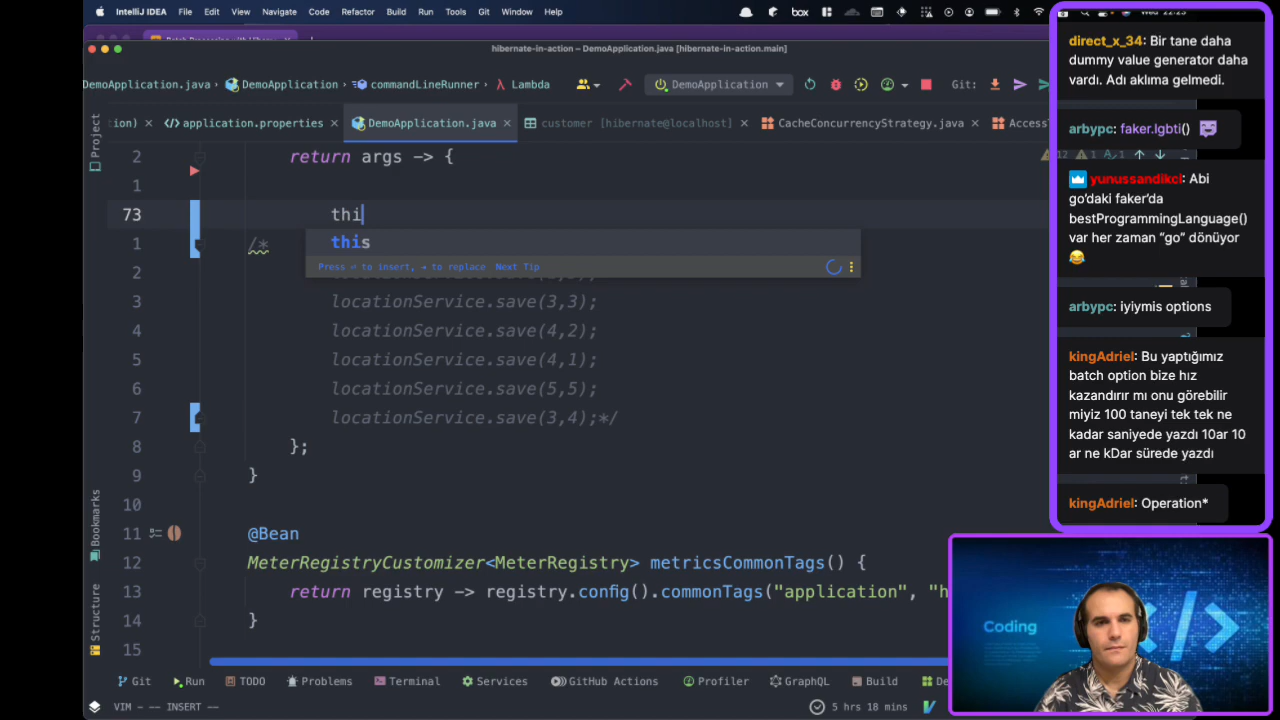 IntelliJ IDEA File Edit View Navigate Code Refactor Build Run Tools Git Window Help
hibernate-in-action – DemoApplication.java [hibernate-in-action.main]
DemoApplication.java DemoApplication commandLineRunner Lambda DemoApplication Git:
ion) application.properties DemoApplication.java customer [hibernate@localhost] CacheConcurrencyStrategy.java Access
Project
2 return args -> {
1
73 thi
this
1 /*
Press to insert, to replace Next Tip
2
3 locationService.save(3,3);
4 locationService.save(4,2);
5 locationService.save(4,1);
6 locationService.save(5,5);
7 locationService.save(3,4);*/
8 };
9 }
10
11 @Bean
12 MeterRegistryCustomizer<MeterRegistry> metricsCommonTags() {
13 return registry -> registry.config().commonTags("application", "h
14 }
15
Bookmarks
Structure
Git Run TODO Problems Terminal Services GitHub Actions Profiler GraphQL Build De
VIM – -- INSERT -- 5 hrs 18 mins
direct_x_34: Bir tane daha
dummy value generator daha
vardı. Adı aklıma gelmedi.
arbypc: faker.lgbti()
yunussandikci: Abi
go'daki faker'da
bestProgrammingLanguage()
var her zaman "go" dönüyor
arbypc: iyiymis options
kingAdriel: Bu yaptığımız
batch option bize hız
kazandırır mı onu görebilir
miyiz 100 taneyi tek tek ne
kadar saniyede yazdı 10ar 10
ar ne kDar sürede yazdı
kingAdriel: Operation*
Coding